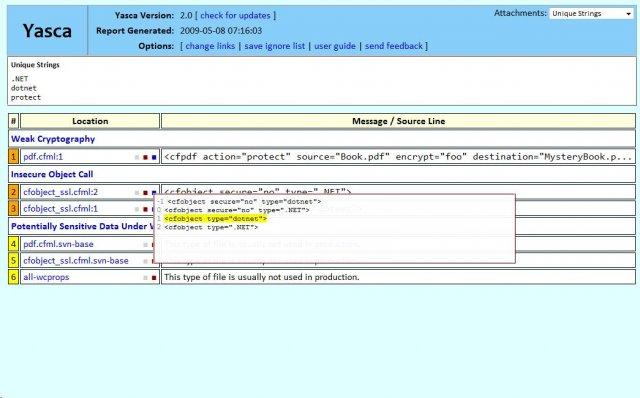 Yasca
Yasca Version: 2.0 [ check for updates ]
Attachments: Unique Strings
Report Generated: 2009-05-08 07:16:03
Options: [ change links | save ignore list | user guide | send feedback ]
Unique Strings
.NET
dotnet
protect
# Location Message / Source Line
Weak Cryptography
1 pdf.cfml:1 <cfpdf action="protect" source="Book.pdf" encrypt="foo" destination="MysteryBook.p...
Insecure Object Call
2 cfobject_ssl.cfml:2 <cfobject secure="no" type=".NET">
3 cfobject_ssl.cfml:1
-1 <cfobject secure="no" type="dotnet">
0 <cfobject secure="no" type=".NET">
1 <cfobject type="dotnet">
2 <cfobject type=".NET">
Potentially Sensitive Data Under W
4 pdf.cfml.svn-base
5 cfobject_ssl.cfml.svn-base
6 all-wcprops This type of file is usually not used in production.